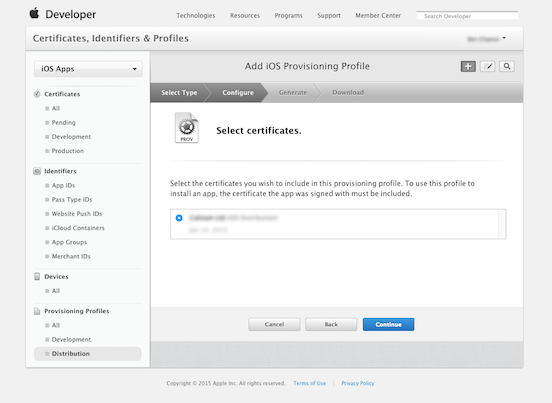 Developer
Technologies
Resources
Programs
Support
Member Center
Search Developer
Certificates, Identifiers & Profiles
iOS Apps
Certificates
All
Pending
Development
Production
Identifiers
App IDs
Pass Type IDs
Website Push IDs
iCloud Containers
App Groups
Merchant IDs
Devices
All
Provisioning Profiles
All
Development
Distribution
Add iOS Provisioning Profile
Select Type
Configure
Generate
Download
PROV
Select certificates.
Select the certificates you wish to include in this provisioning profile. To use this profile to
install an app, the certificate the app was signed with must be included.
Cancel
Back
Continue
Copyright © 2015 Apple Inc. All rights reserved.
Terms of Use
Privacy Policy